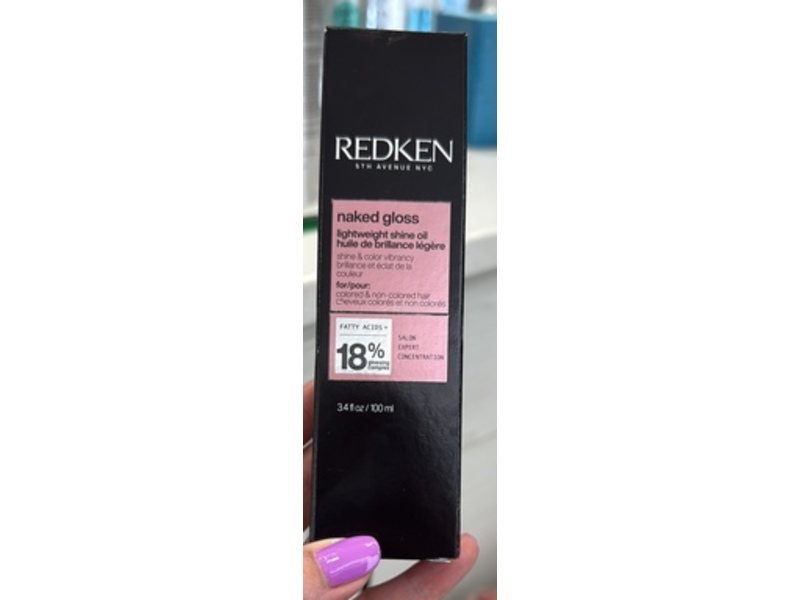 REDKEN
5TH AVENUE NYC
naked gloss
lightweight shine oil
huile de brillance légère
shine & color vibrancy
brillance et éclat de la
couleur
for/pour:
colored & non-colored hair
cheveux colorés et non colorés
FATTY ACIDS +
18%
glossing
complex
SALON
EXPERT
CONCENTRATION
3.4 fl oz / 100 ml